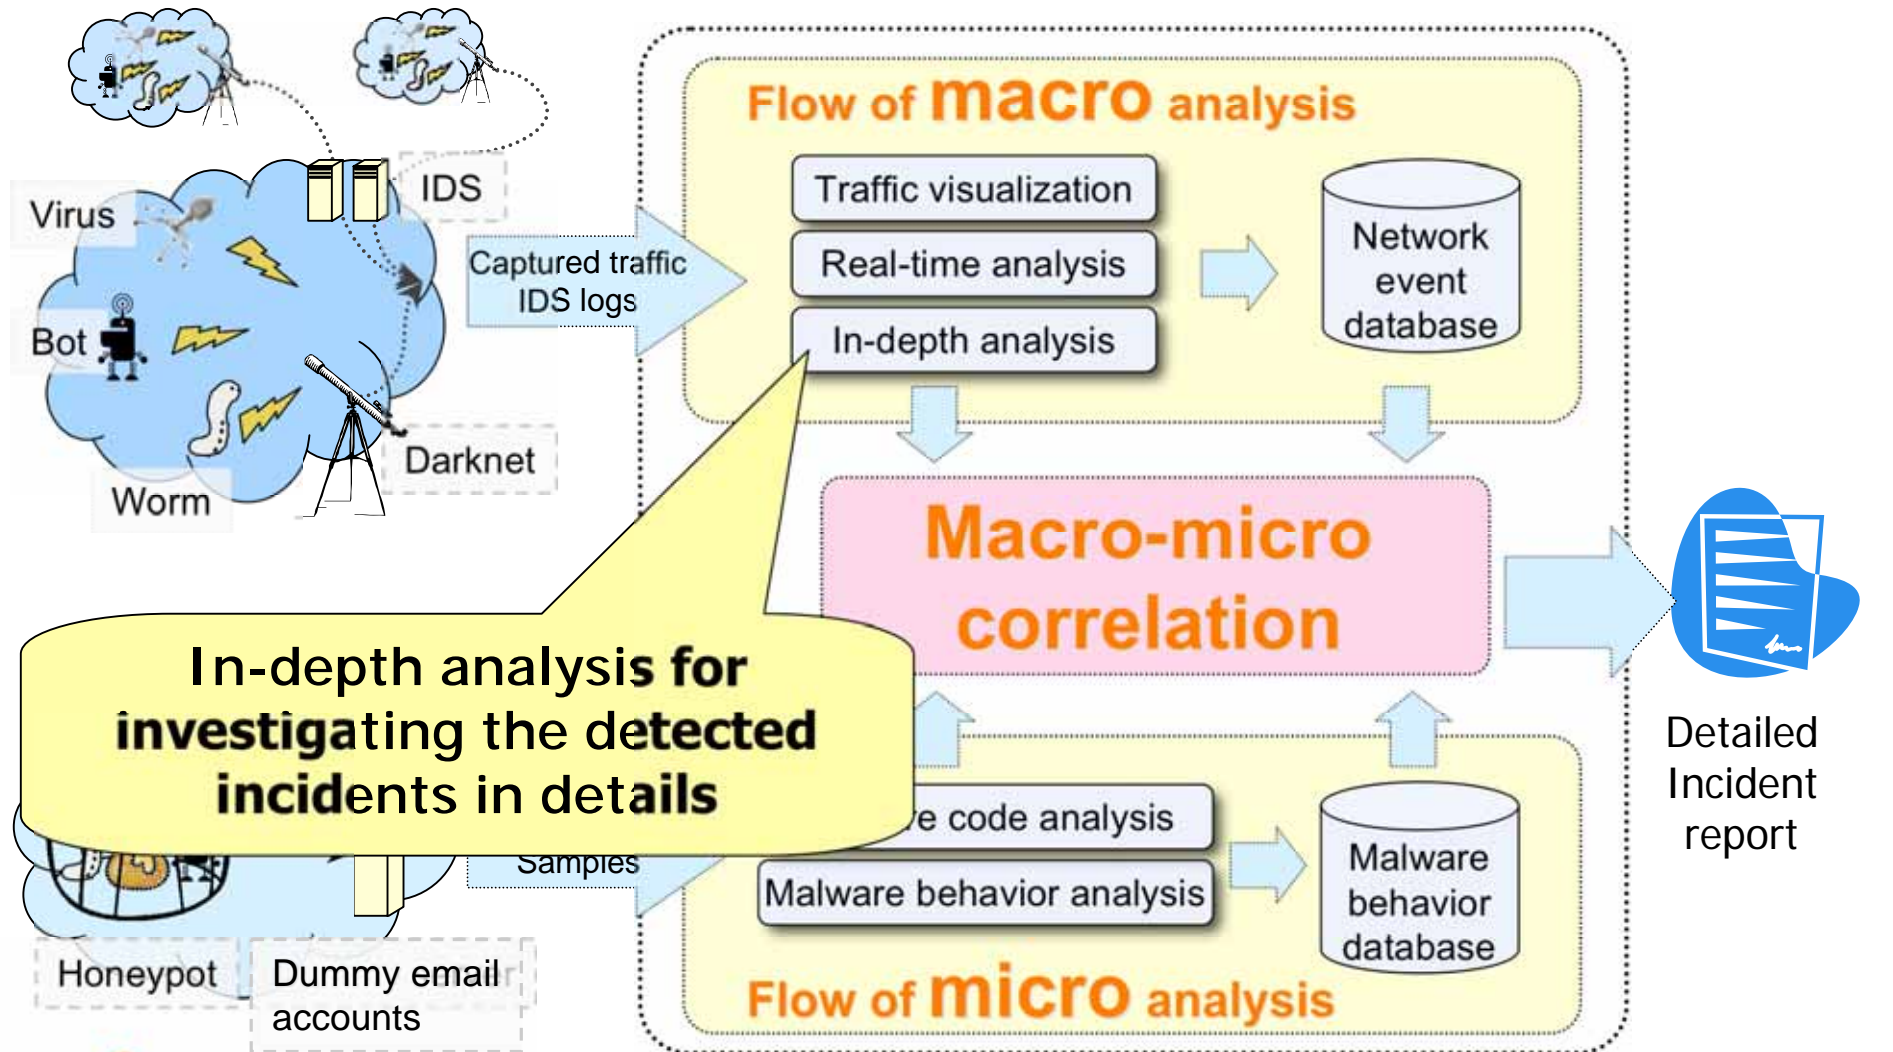 Flow of macro analysis
Traffic visualization
Real-time analysis
In-depth analysis
Network
event
database
IDS
Virus
Bot
Worm
Darknet
Captured traffic
IDS logs
Macro-micro
correlation
In-depth analysis for
investigating the detected
incidents in details
Detailed
Incident
report
code analysis
Malware behavior analysis
Malware
behavior
database
Samples
Honeypot
Dummy email
accounts
Flow of micro analysis